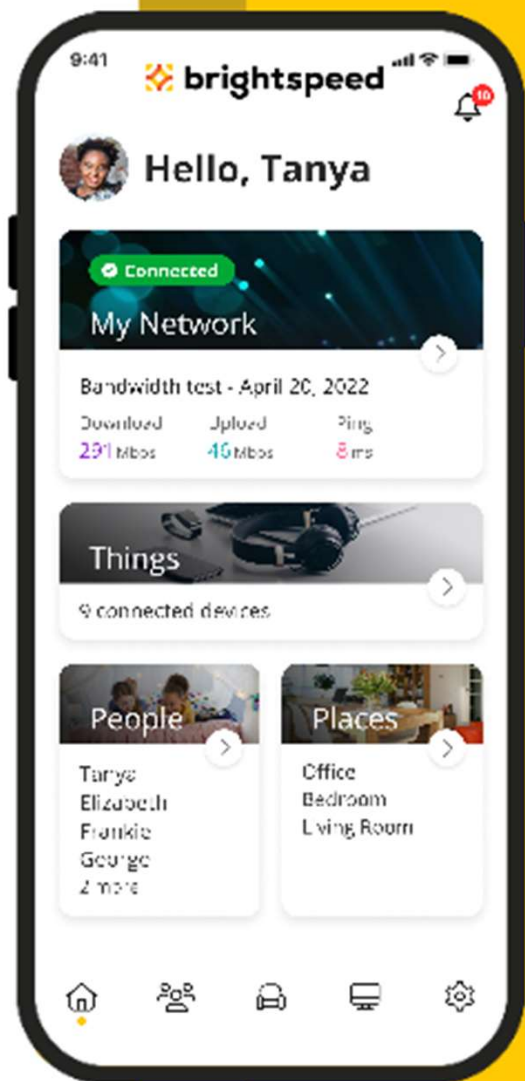 9:41
brightspeed
10
Hello, Tanya
Connected
My Network
Bandwidth test - April 20, 2022
Download Upload Ping
291 Mbps 46 Mbps 8 ms
Things
9 connected devices
People Places
Tanya
Elizabeth
Frankie
George
2 more
Office
Bedroom
Living Room